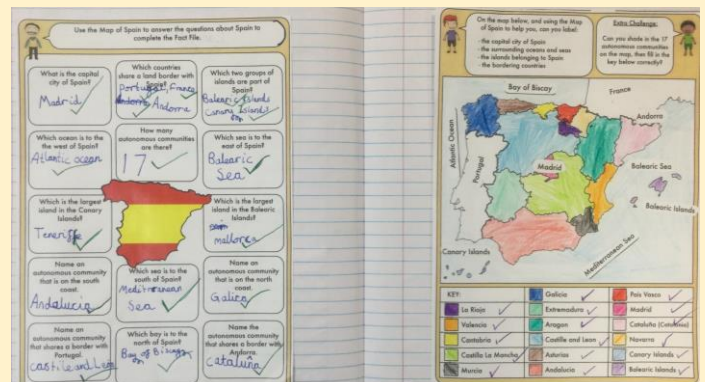 Use the Map of Spain to answer the questions about Spain to
complete the Fact File.
What is the capital
city of Spain?
Madrid
Which countries
share a land border with
Spain?
Portugal, France
Andorra
Which two groups of
islands are part of
Spain?
Balearic Islands
Canary Islands
Which ocean is to the
the west of Spain?
Atlantic ocean
How many
autonomous communities
are there?
17
Which sea is to the
east of Spain?
Balearic
Sea
Which is the largest
island in the Canary
Islands?
Teneriffe
Which is the largest
island in the Balearic
Islands?
mallorca
Name an
autonomous community
that is on the south
coast.
Andalucia
Which sea is to the
south of Spain?
Mediterranean
Sea
Name an
autonomous community
that is on the north
coast.
Galica
Name an
autonomous community
that shares a border with
Portugal.
castile and Leon
Which bay is to the
north of Spain?
Bay of Biscay
Name the
autonomous community
that shares a border with
Andorra.
Cataluña
On the map below, and using the Map
of Spain to help you, can you label:
- the capital city of Spain
- the surrounding oceans and seas
- the islands belonging to Spain
- the bordering countries
Extra Challenge:
Can you shade in the 17
autonomous communities
on the map, then fill in the
key below correctly?
Bay of Biscay
France
Andorra
Atlantic Ocean
Portugal
Madrid
Balearic Sea
Balearic Islands
Canary Islands
Mediterranean Sea
KEY:
Galicia
Pais Vasco
La Rioja
Extremadura
Madrid
Valencia
Aragon
Cataluña (Catalonia)
Cantabria
Castille and Leon
Navarra
Castilla La Mancha
Asturias
Canary Islands
Murcia
Andalucia
Balearic Islands